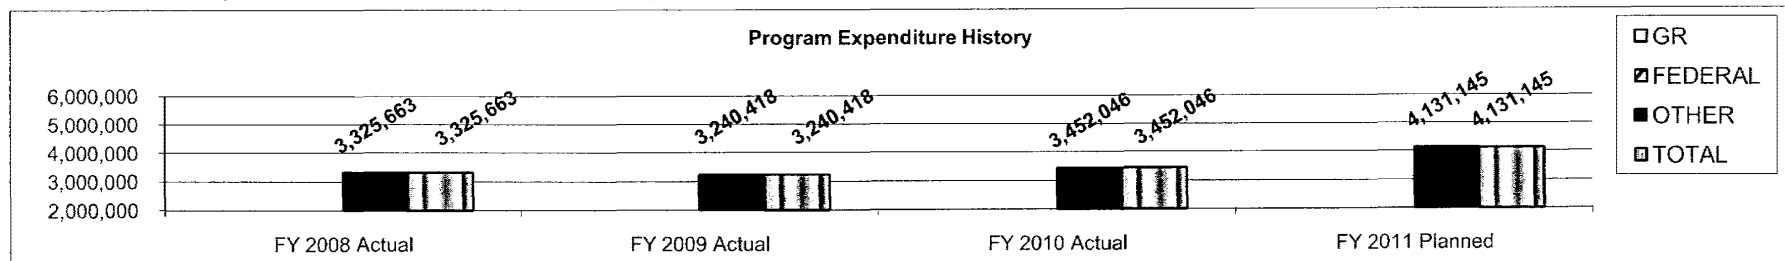 Program Expenditure History
GR
FEDERAL
OTHER
TOTAL
6,000,000
5,000,000
4,000,000
3,000,000
2,000,000
3,325,663
3,325,663
3,240,418
3,240,418
3,452,046
3,452,046
4,131,145
4,131,145
FY 2008 Actual
FY 2009 Actual
FY 2010 Actual
FY 2011 Planned